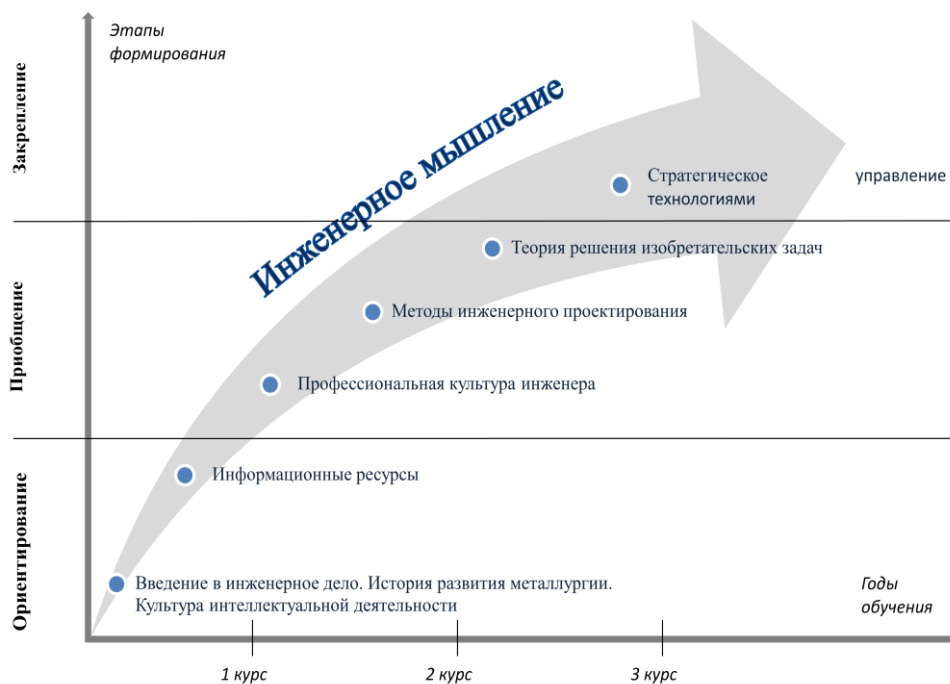 Этапы
формирования
Закрепление
Инженерное мышление
Стратегическое управление
технологиями
Теория решения изобретательских задач
Приобщение
Методы инженерного проектирования
Профессиональная культура инженера
Ориентирование
Информационные ресурсы
Введение в инженерное дело. История развития металлургии.
Культура интеллектуальной деятельности
Годы
обучения
1 курс 2 курс 3 курс